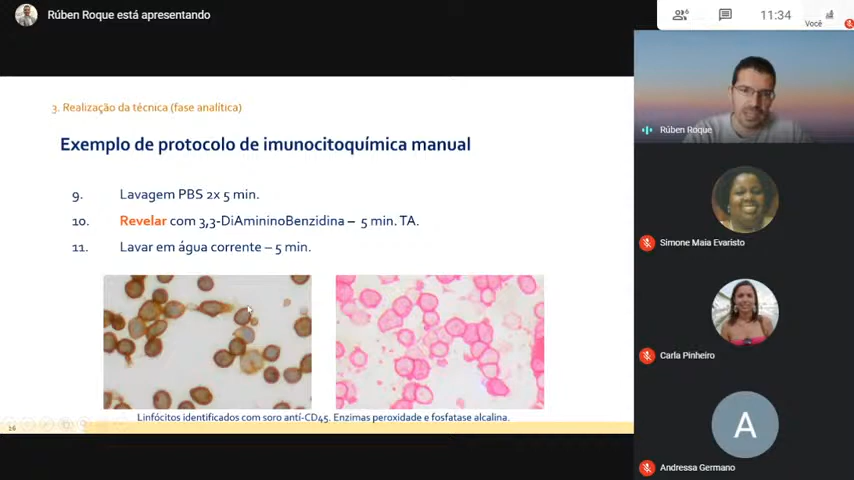 Rúben Roque está apresentando
6
11:34
Você
3. Realização da técnica (fase analítica)
Exemplo de protocolo de imunocitoquímica manual
9. Lavagem PBS 2x 5 min.
10. Revelar com 3,3-DiAmininoBenzidina – 5 min. TA.
11. Lavar em água corrente – 5 min.
Linfócitos identificados com soro antí-CD45. Enzimas peroxidade e fosfatase alcalina.
16
Rúben Roque
Simone Maia Evaristo
Carla Pinheiro
A
Andressa Germano